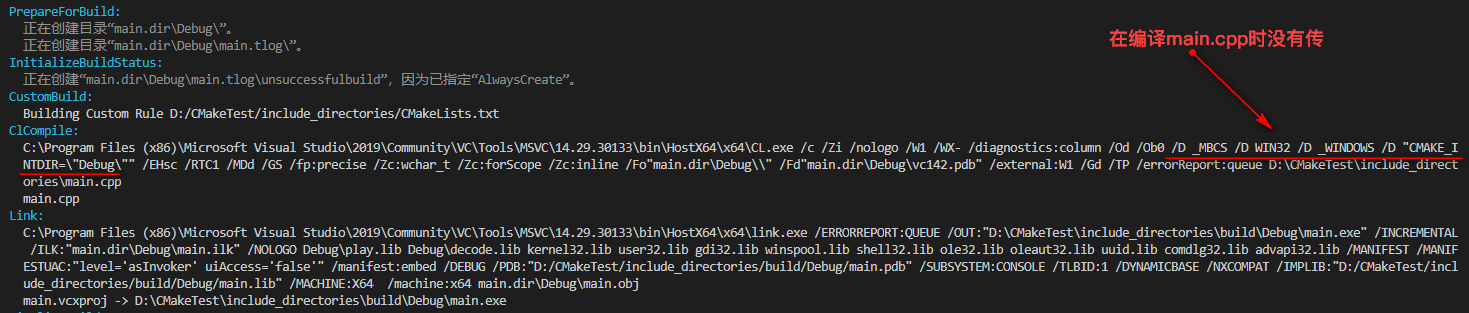 PrepareForBuild:
正在创建目录“main.dir\Debug\”。
正在创建目录“main.dir\Debug\main.tlog\”。
InitializeBuildStatus:
正在创建“main.dir\Debug\main.tlog\unsuccessfulbuild”，因为已指定“AlwaysCreate”。
CustomBuild:
Building Custom Rule D:/CMakeTest/include_directories/CMakeLists.txt
ClCompile:
C:\Program Files (x86)\Microsoft Visual Studio\2019\Community\VC\Tools\MSVC\14.29.30133\bin\HostX64\x64\CL.exe /c /Zi /nologo /W1 /WX- /diagnostics:column /Od /Ob0 /D _MBCS /D WIN32 /D _WINDOWS /D "CMAKE_I
NTDIR=\"Debug\"" /EHsc /RTC1 /MDd /GS /fp:precise /Zc:wchar_t /Zc:forScope /Zc:inline /Fo"main.dir\Debug\\" /Fd"main.dir\Debug\vc142.pdb" /external:W1 /Gd /TP /errorReport:queue D:\CMakeTest\include_direct
ories\main.cpp
main.cpp
Link:
C:\Program Files (x86)\Microsoft Visual Studio\2019\Community\VC\Tools\MSVC\14.29.30133\bin\HostX64\x64\link.exe /ERRORREPORT:QUEUE /OUT:"D:\CMakeTest\include_directories\build\Debug\main.exe" /INCREMENTAL
/ILK:"main.dir\Debug\main.ilk" /NOLOGO Debug\play.lib Debug\decode.lib kernel32.lib user32.lib gdi32.lib winspool.lib shell32.lib ole32.lib oleaut32.lib uuid.lib comdlg32.lib advapi32.lib /MANIFEST /MANIF
ESTUAC:"level='asInvoker' uiAccess='false'" /manifest:embed /DEBUG /PDB:"D:/CMakeTest/include_directories/build/Debug/main.pdb" /SUBSYSTEM:CONSOLE /TLBID:1 /DYNAMICBASE /NXCOMPAT /IMPLIB:"D:/CMakeTest/incl
ude_directories/build/Debug/main.lib" /MACHINE:X64 /machine:x64 main.dir\Debug\main.obj
main.vcxproj -> D:\CMakeTest\include_directories\build\Debug\main.exe
在编译main.cpp时没有传